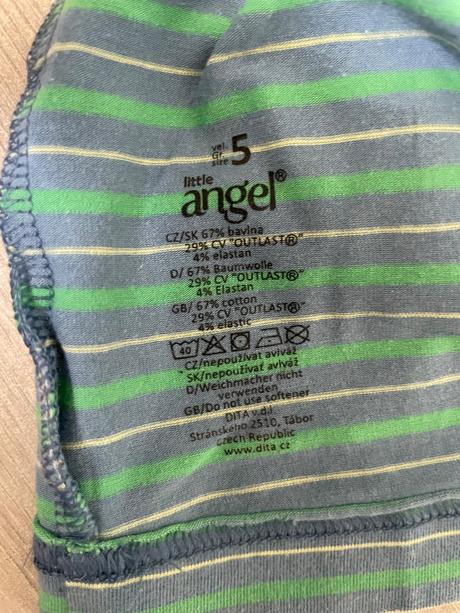 vel.
Gr.
size 5
little
angel®
CZ/SK 67% bavlna
29% CV "OUTLAST®"
4% elastan
D/ 67% Baumwolle
29% CV "OUTLAST®"
4% Elastan
GB/ 67% cotton
29% CV "OUTLAST®"
4% elastic
40
CZ/nepoužívat aviváž
SK/nepoužívať aviváž
D/Weichmacher nicht
verwenden
GB/Do not use softener
DITA v.d.i
Stránského 2510, Tábor
Czech Republic
www.dita.cz